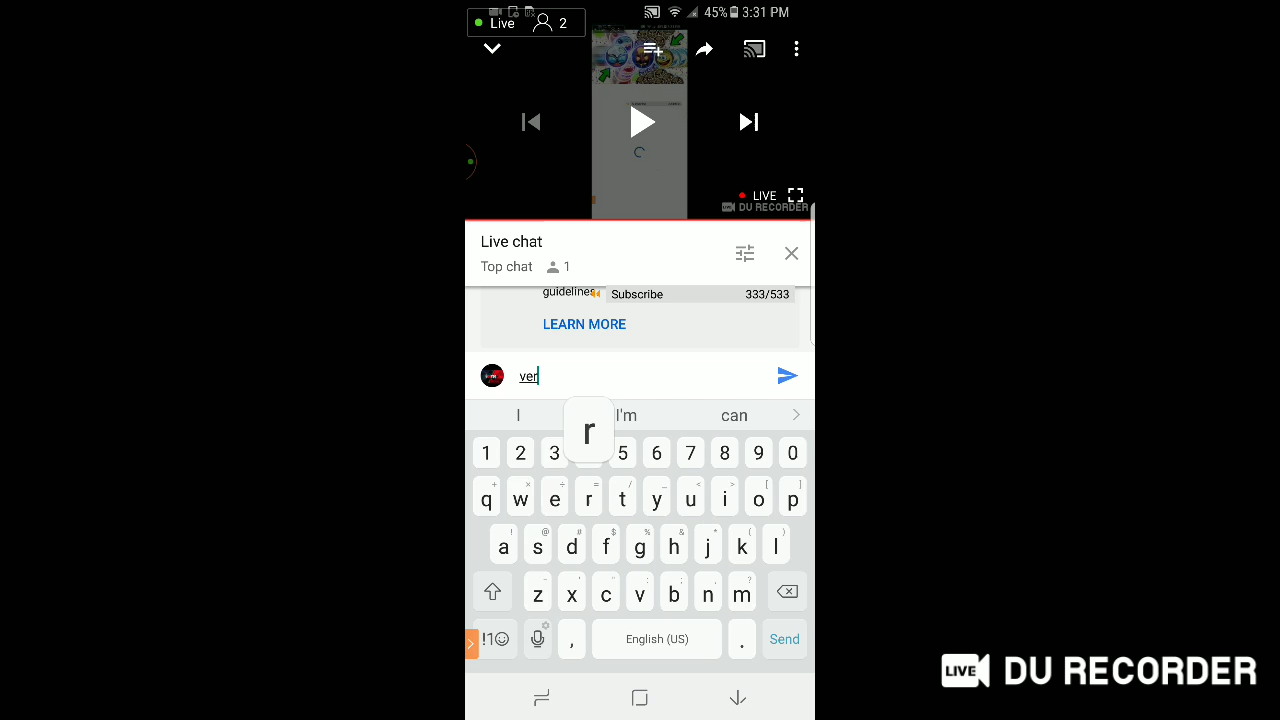 Live 2
45% 3:31 PM
LIVE
LIVE DU RECORDER
Live chat
Top chat 1
guidelines
Subscribe 333/533
LEARN MORE
ver
I I'm can
r
1 2 3 5 6 7 8 9 0
+ × ÷ = / _ < > [ ]
q w e r t y u i o p
! @ # $ % ^ & * ( )
a s d f g h j k l
- ' " : ; , ?
z x c v b n m
!1☺ , English (US) . Send
LIVE DU RECORDER